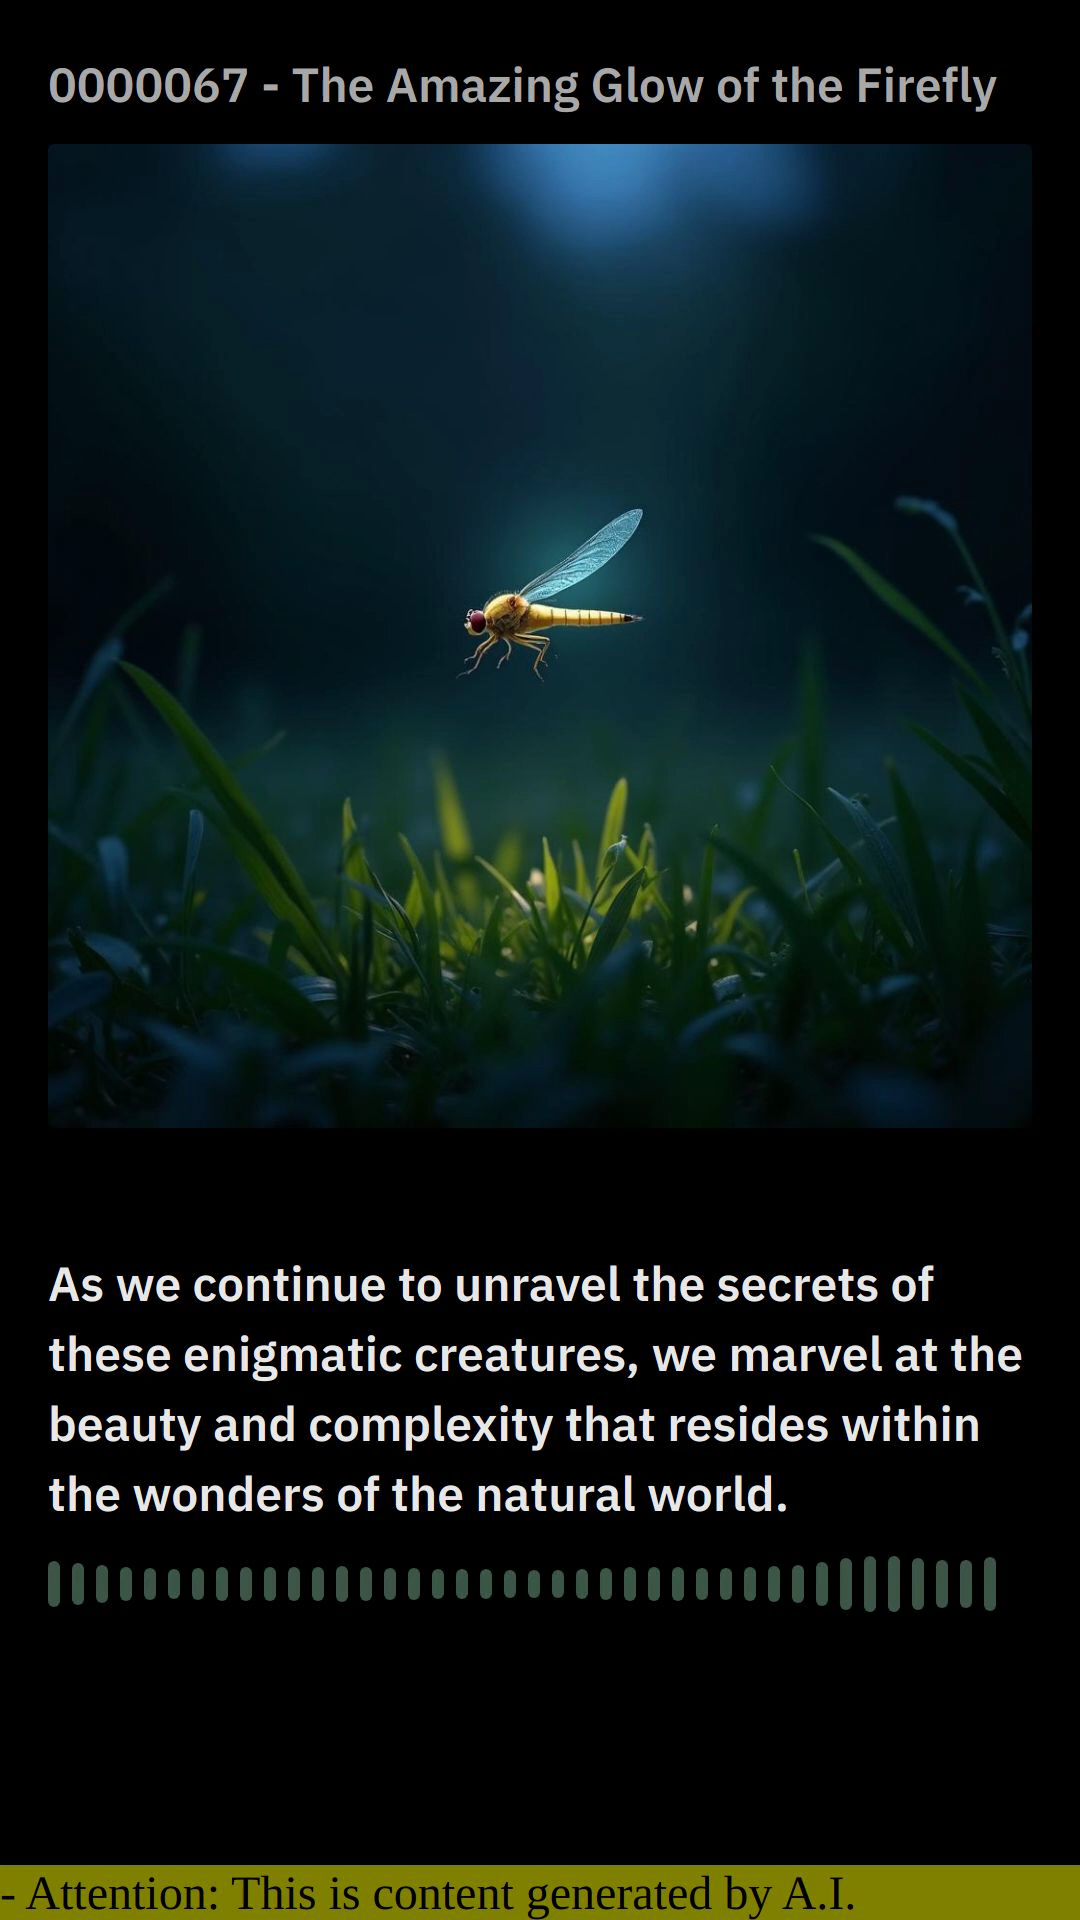 0000067 - The Amazing Glow of the Firefly
As we continue to unravel the secrets of
these enigmatic creatures, we marvel at the
beauty and complexity that resides within
the wonders of the natural world.
- Attention: This is content generated by A.I.